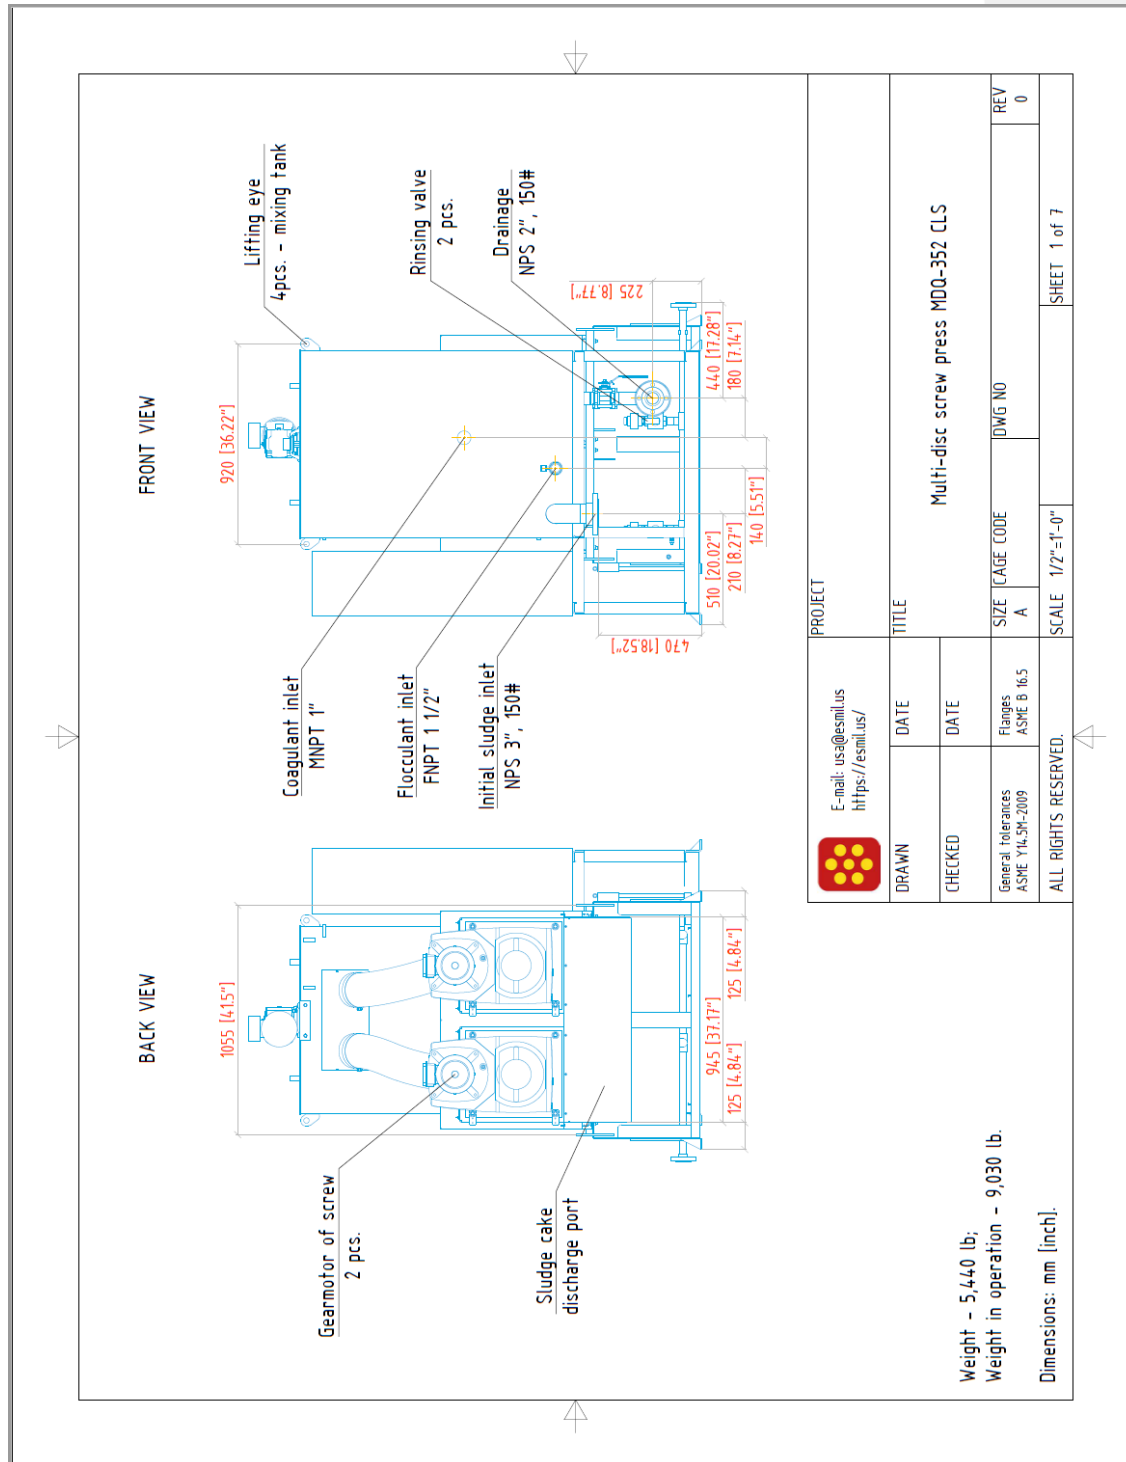 BACK VIEW
1055 [41.5"]
Gearmotor of screw
2 pcs.
Sludge cake
discharge port
125 [4.84"]
945 [37.17"]
125 [4.84"]
FRONT VIEW
920 [36.22"]
Lifting eye
4pcs. - mixing tank
Rinsing valve
2 pcs.
Drainage
NPS 2", 150#
Coagulant inlet
MNPT 1"
Flocculant inlet
FNPT 1 1/2"
Initial sludge inlet
NPS 3", 150#
225 [8.77"]
440 [17.28"]
180 [7.14"]
140 [5.51"]
510 [20.02"]
210 [8.27"]
470 [18.52"]
Weight - 5,440 lb;
Weight in operation - 9,030 lb.
Dimensions: mm [inch].
E-mail: usa@esmil.us
https://esmil.us/
PROJECT
DRAWN
DATE
TITLE
Multi-disc screw press MDQ-352 CLS
CHECKED
DATE
General tolerances
ASME Y14.5M-2009
Flanges
ASME B 16.5
SIZE
A
CAGE CODE
DWG NO
REV
0
ALL RIGHTS RESERVED.
SCALE 1/2"=1'-0"
SHEET 1 of 7